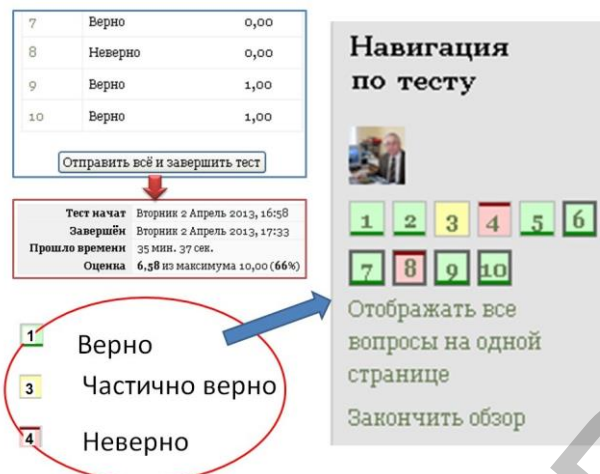 7 Верно 0,00
8 Неверно 0,00
9 Верно 1,00
10 Верно 1,00
Отправить всё и завершить тест
Тест начат Вторник 2 Апрель 2013, 16:58
Завершён Вторник 2 Апрель 2013, 17:33
Прошло времени 35 мин. 37 сек.
Оценка 6,58 из максимума 10,00 (66%)
1 Верно
3 Частично верно
4 Неверно
Навигация
по тесту
1 2 3 4 5 6
7 8 9 10
Отображать все
вопросы на одной
странице
Закончить обзор